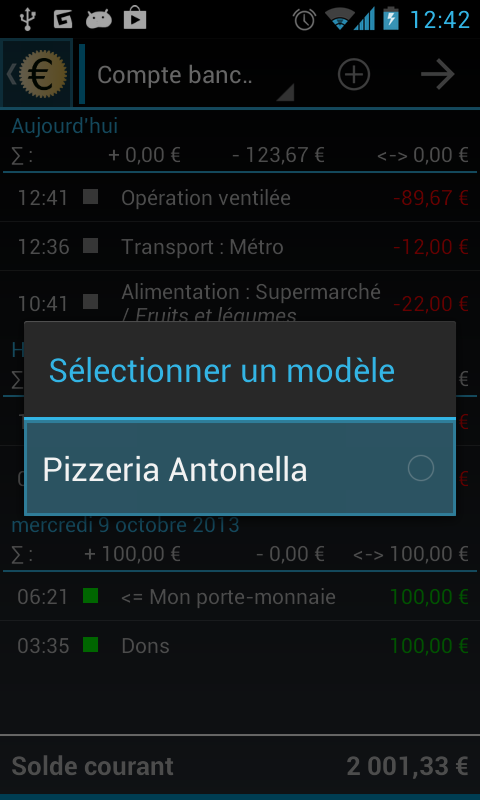 12:42
Compte banc..
Aujourd'hui
∑ : + 0,00 € - 123,67 € <-> 0,00 €
12:41 Opération ventilée -89,67 €
12:36 Transport : Métro -12,00 €
10:41 Alimentation : Supermarché -22,00 €
/ Fruits et légumes
H
Sélectionner un modèle
∑ €
€
Pizzeria Antonella
0 €
mercredi 9 octobre 2013
∑ : + 100,00 € - 0,00 € <-> 100,00 €
06:21 <= Mon porte-monnaie 100,00 €
03:35 Dons 100,00 €
Solde courant 2 001,33 €